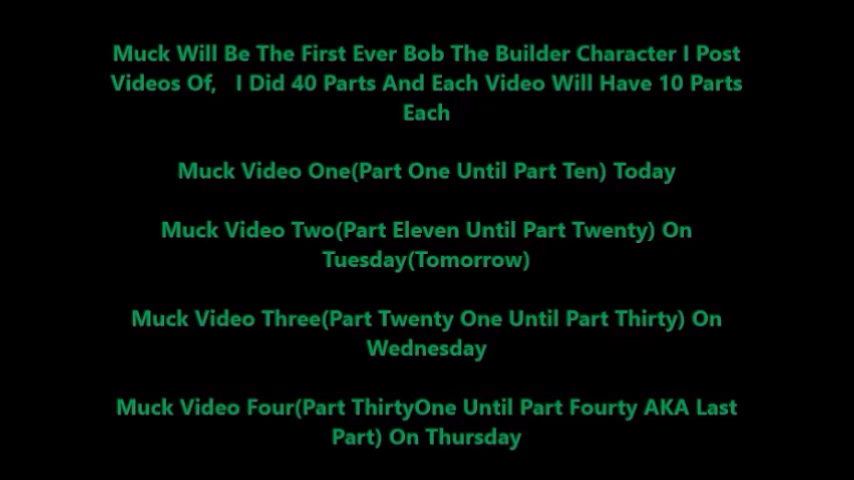 Muck Will Be The First Ever Bob The Builder Character I Post
Videos Of,   I Did 40 Parts And Each Video Will Have 10 Parts
Each
Muck Video One(Part One Until Part Ten) Today
Muck Video Two(Part Eleven Until Part Twenty) On
Tuesday(Tomorrow)
Muck Video Three(Part Twenty One Until Part Thirty) On
Wednesday
Muck Video Four(Part ThirtyOne Until Part Fourty AKA Last
Part) On Thursday